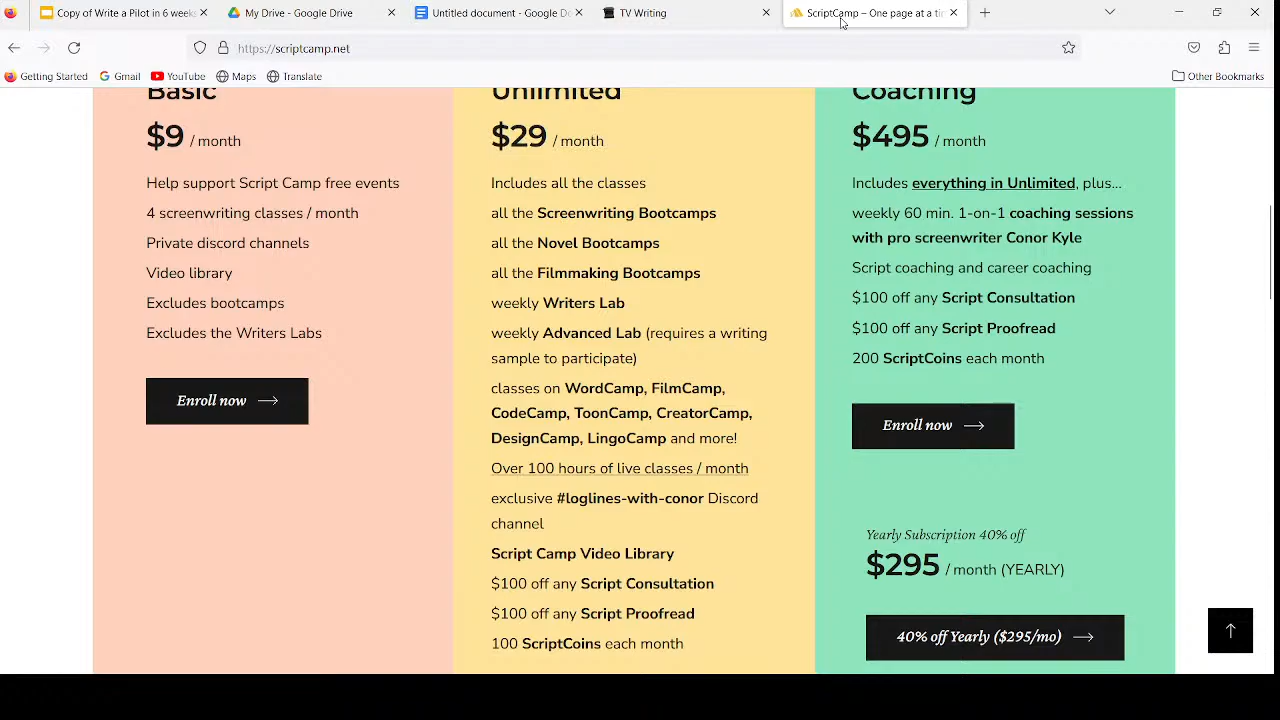 Copy of Write a Pilot in 6 weeks
My Drive - Google Drive
Untitled document - Google Do
TV Writing
ScriptCamp – One page at a tim
https://scriptcamp.net
Getting Started
Gmail
YouTube
Maps
Translate
Other Bookmarks
Basic
$9 / month
Help support Script Camp free events
4 screenwriting classes / month
Private discord channels
Video library
Excludes bootcamps
Excludes the Writers Labs
Enroll now
Unlimited
$29 / month
Includes all the classes
all the Screenwriting Bootcamps
all the Novel Bootcamps
all the Filmmaking Bootcamps
weekly Writers Lab
weekly Advanced Lab (requires a writing
sample to participate)
classes on WordCamp, FilmCamp,
CodeCamp, ToonCamp, CreatorCamp,
DesignCamp, LingoCamp and more!
Over 100 hours of live classes / month
exclusive #loglines-with-conor Discord
channel
Script Camp Video Library
$100 off any Script Consultation
$100 off any Script Proofread
100 ScriptCoins each month
Coaching
$495 / month
Includes everything in Unlimited, plus...
weekly 60 min. 1-on-1 coaching sessions
with pro screenwriter Conor Kyle
Script coaching and career coaching
$100 off any Script Consultation
$100 off any Script Proofread
200 ScriptCoins each month
Enroll now
Yearly Subscription 40% off
$295 / month (YEARLY)
40% off Yearly ($295/mo)